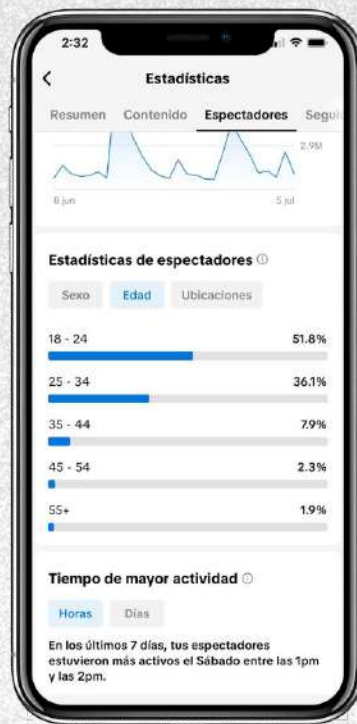 2:32
Estadísticas
Resumen Contenido Espectadores Segui
2.9M
8 jun 5 jul
Estadísticas de espectadores
Sexo Edad Ubicaciones
18 - 24 51.8%
25 - 34 36.1%
35 - 44 7.9%
45 - 54 2.3%
55+ 1.9%
Tiempo de mayor actividad
Horas Días
En los últimos 7 días, tus espectadores
estuvieron más activos el Sábado entre las 1pm
y las 2pm.